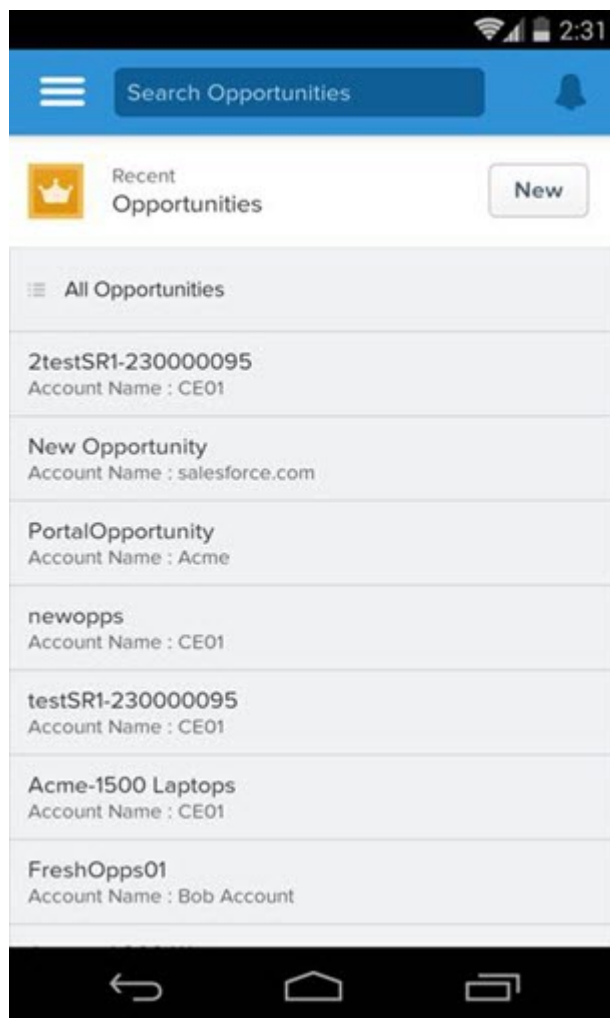 2:31
Search Opportunities
Recent
Opportunities
New
All Opportunities
2testSR1-230000095
Account Name : CE01
New Opportunity
Account Name : salesforce.com
PortalOpportunity
Account Name : Acme
newopps
Account Name : CE01
testSR1-230000095
Account Name : CE01
Acme-1500 Laptops
Account Name : CE01
FreshOpps01
Account Name : Bob Account